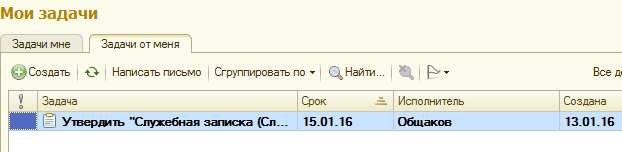 Мои задачи
Задачи мне Задачи от меня
Создать Написать письмо Сгруппировать по Найти... Все де
! Задача Срок Исполнитель Создана
Утвердить "Служебная записка (Сл... 15.01.16 Общаков 13.01.16